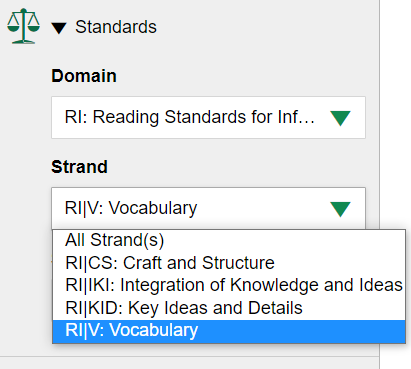 Standards
Domain
RI: Reading Standards for Inf...
Strand
RI|V: Vocabulary
All Strand(s)
RI|CS: Craft and Structure
RI|IKI: Integration of Knowledge and Ideas
RI|KID: Key Ideas and Details
RI|V: Vocabulary